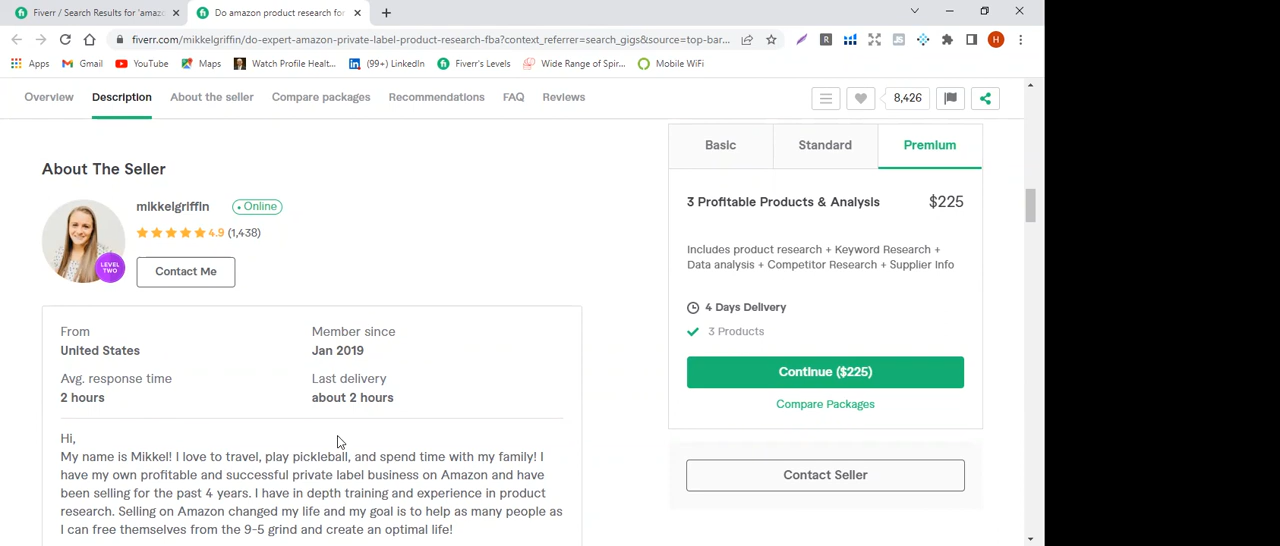 Fiverr / Search Results for 'amazo
Do amazon product research for
fiverr.com/mikkelgriffin/do-expert-amazon-private-label-product-research-fba?context_referrer=search_gigs&source=top-bar...
Apps
Gmail
YouTube
Maps
Watch Profile Healt...
(99+) LinkedIn
Fiverr's Levels
Wide Range of Spir...
Mobile WiFi
Overview
Description
About the seller
Compare packages
Recommendations
FAQ
Reviews
8,426
About The Seller
mikkelgriffin
• Online
4.9 (1,438)
LEVEL
TWO
Contact Me
From
United States
Member since
Jan 2019
Avg. response time
2 hours
Last delivery
about 2 hours
Hi,
My name is Mikkel! I love to travel, play pickleball, and spend time with my family! I
have my own profitable and successful private label business on Amazon and have
been selling for the past 4 years. I have in depth training and experience in product
research. Selling on Amazon changed my life and my goal is to help as many people as
I can free themselves from the 9-5 grind and create an optimal life!
Basic
Standard
Premium
3 Profitable Products & Analysis
$225
Includes product research + Keyword Research +
Data analysis + Competitor Research + Supplier Info
4 Days Delivery
3 Products
Continue ($225)
Compare Packages
Contact Seller